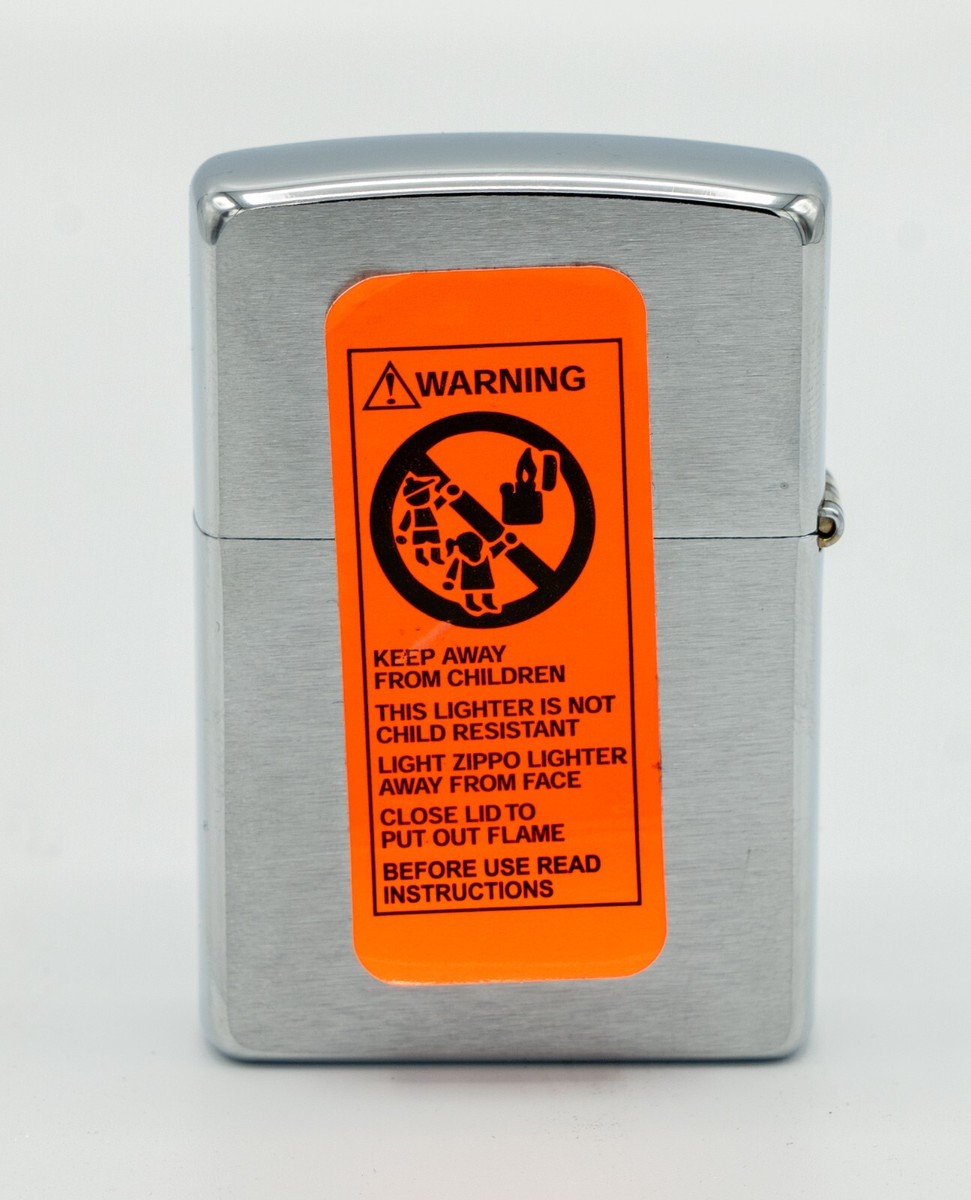 WARNING
KEEP AWAY
FROM CHILDREN
THIS LIGHTER IS NOT
CHILD RESISTANT
LIGHT ZIPPO LIGHTER
AWAY FROM FACE
CLOSE LID TO
PUT OUT FLAME
BEFORE USE READ
INSTRUCTIONS